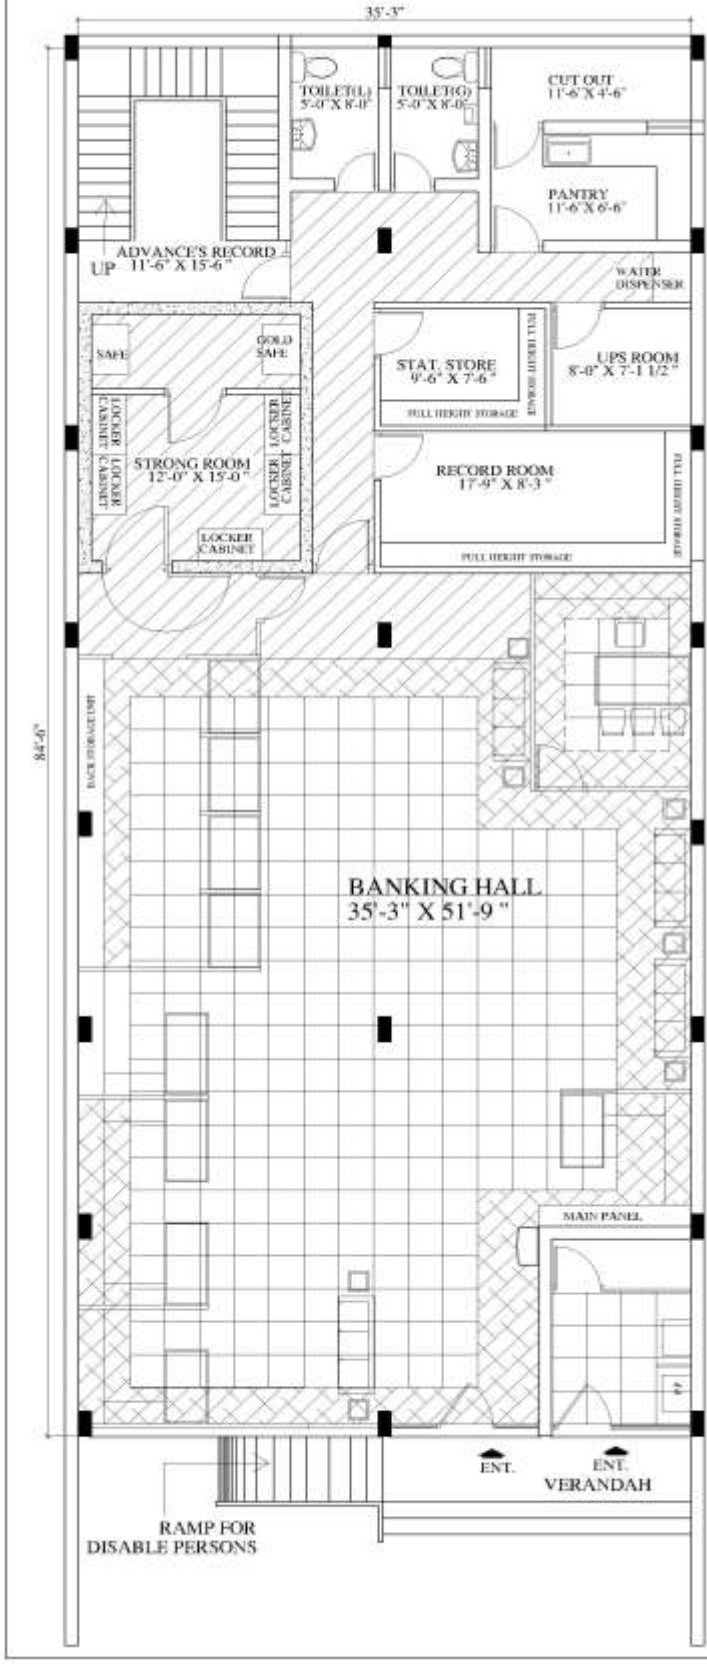 35'-3"
TOILET(L)
5'-0"X 8'-0"
TOILET(G)
5'-0"X 8'-0"
CUT OUT
11'-6"X 4'-6"
PANTRY
11'-6"X 6'-6"
UP
ADVANCE'S RECORD
11'-6" X 15'-6"
WATER
DISPENSER
SAFE
GOLD
SAFE
STAT. STORE
9'-6" X 7'-6"
FULL HEIGHT STORAGE
FULL HEIGHT STORAGE
UPS ROOM
8'-0" X 7'-1 1/2"
LOCKER
CABINET
LOCKER
CABINET
LOCKER
CABINET
LOCKER
CABINET
STRONG ROOM
12'-0" X 15'-0"
LOCKER
CABINET
RECORD ROOM
17'-9" X 8'-3"
FULL HEIGHT STORAGE
FULL HEIGHT STORAGE
84'-6"
BACK STORAGE UNIT
BANKING HALL
35'-3" X 51'-9"
MAIN PANEL
ENT.
ENT.
VERANDAH
RAMP FOR
DISABLE PERSONS